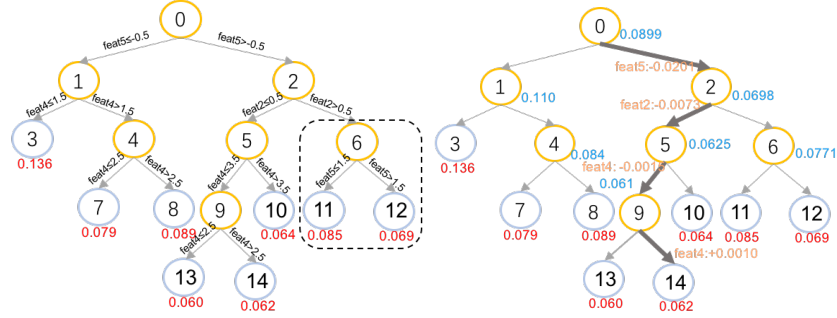 0
feat5≤-0.5
feat5>-0.5
1
2
feat4≤1.5
feat4>1.5
feat2≤0.5
feat2>0.5
3
0.136
4
5
6
feat4≤2.5
feat4>2.5
feat4≤3.5
feat4>3.5
feat5≤1.5
feat5>1.5
7
0.079
8
0.089
9
10
0.064
11
0.085
12
0.069
feat4≤2.5
feat4>2.5
13
0.060
14
0.062
0
0.0899
feat5:-0.0201
1
0.110
2
0.0698
feat2:-0.0073
3
0.136
4
0.084
5
0.0625
6
0.0771
feat4:
0.061
7
0.079
8
0.089
9
10
0.064
11
0.085
12
0.069
feat4:+0.0010
13
0.060
14
0.062